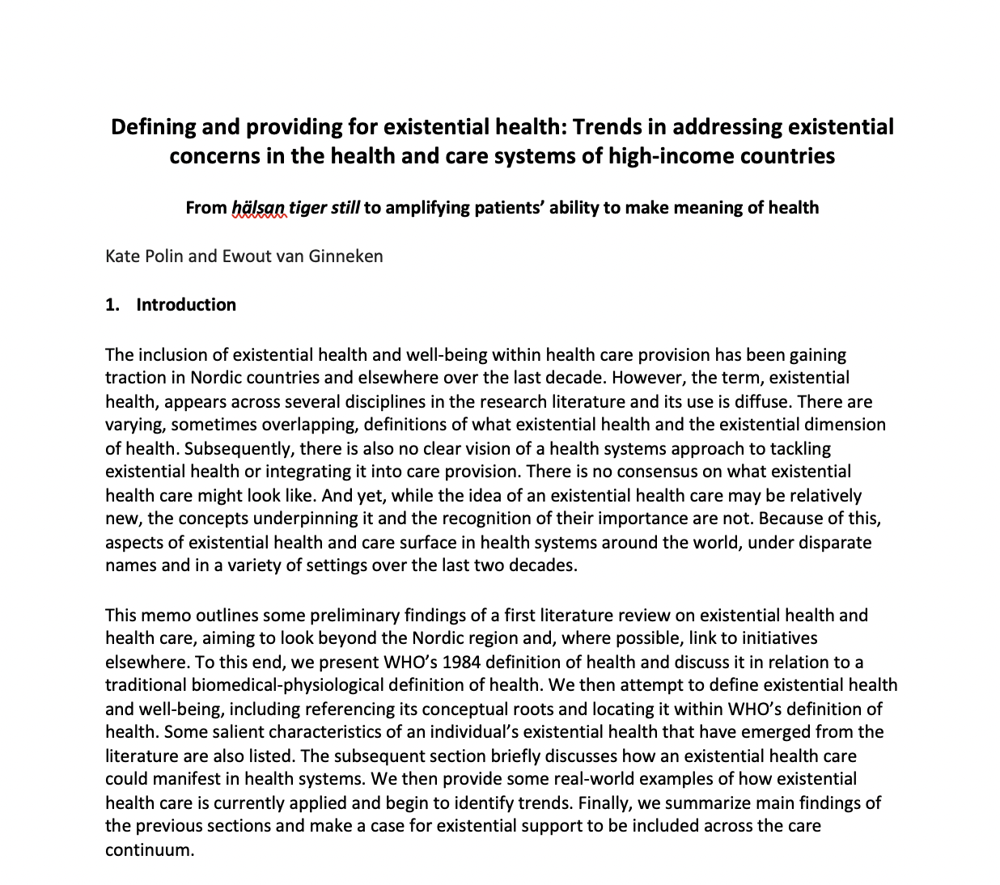 Defining and providing for existential health: Trends in addressing existential
concerns in the health and care systems of high-income countries
From hälsan tiger still to amplifying patients’ ability to make meaning of health
Kate Polin and Ewout van Ginneken
1. Introduction
The inclusion of existential health and well-being within health care provision has been gaining
traction in Nordic countries and elsewhere over the last decade. However, the term, existential
health, appears across several disciplines in the research literature and its use is diffuse. There are
varying, sometimes overlapping, definitions of what existential health and the existential dimension
of health. Subsequently, there is also no clear vision of a health systems approach to tackling
existential health or integrating it into care provision. There is no consensus on what existential
health care might look like. And yet, while the idea of an existential health care may be relatively
new, the concepts underpinning it and the recognition of their importance are not. Because of this,
aspects of existential health and care surface in health systems around the world, under disparate
names and in a variety of settings over the last two decades.
This memo outlines some preliminary findings of a first literature review on existential health and
health care, aiming to look beyond the Nordic region and, where possible, link to initiatives
elsewhere. To this end, we present WHO’s 1984 definition of health and discuss it in relation to a
traditional biomedical-physiological definition of health. We then attempt to define existential health
and well-being, including referencing its conceptual roots and locating it within WHO’s definition of
health. Some salient characteristics of an individual’s existential health that have emerged from the
literature are also listed. The subsequent section briefly discusses how an existential health care
could manifest in health systems. We then provide some real-world examples of how existential
health care is currently applied and begin to identify trends. Finally, we summarize main findings of
the previous sections and make a case for existential support to be included across the care
continuum.